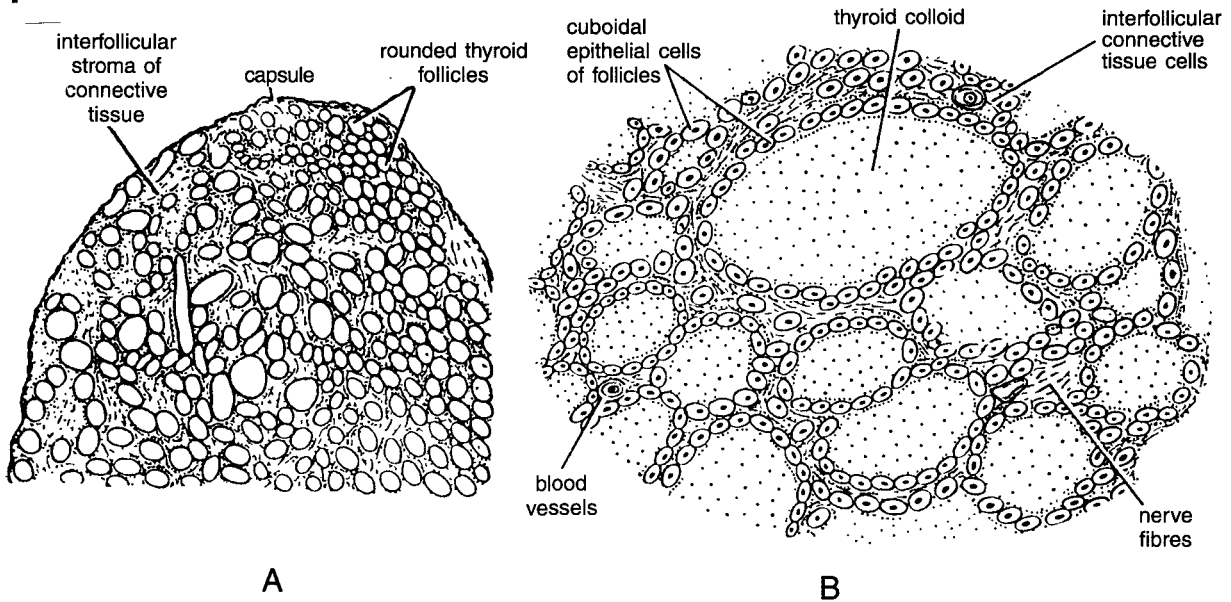 interfollicular
stroma of
connective
tissue
capsule
rounded thyroid
follicles
A
cuboidal
epithelial cells
of follicles
thyroid colloid
interfollicular
connective
tissue cells
blood
vessels
nerve
fibres
B